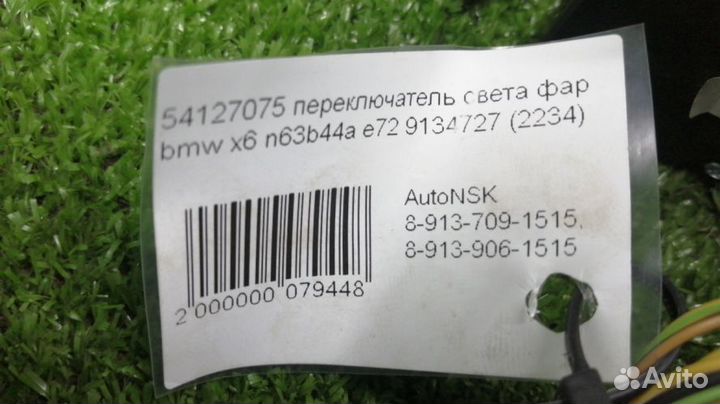 54127075 переключатель света фар
bmw x6 n63b44a e72 9134727 (2234)
AutoNSK
8-913-709-1515,
8-913-906-1515
2 000000 079448
Avito